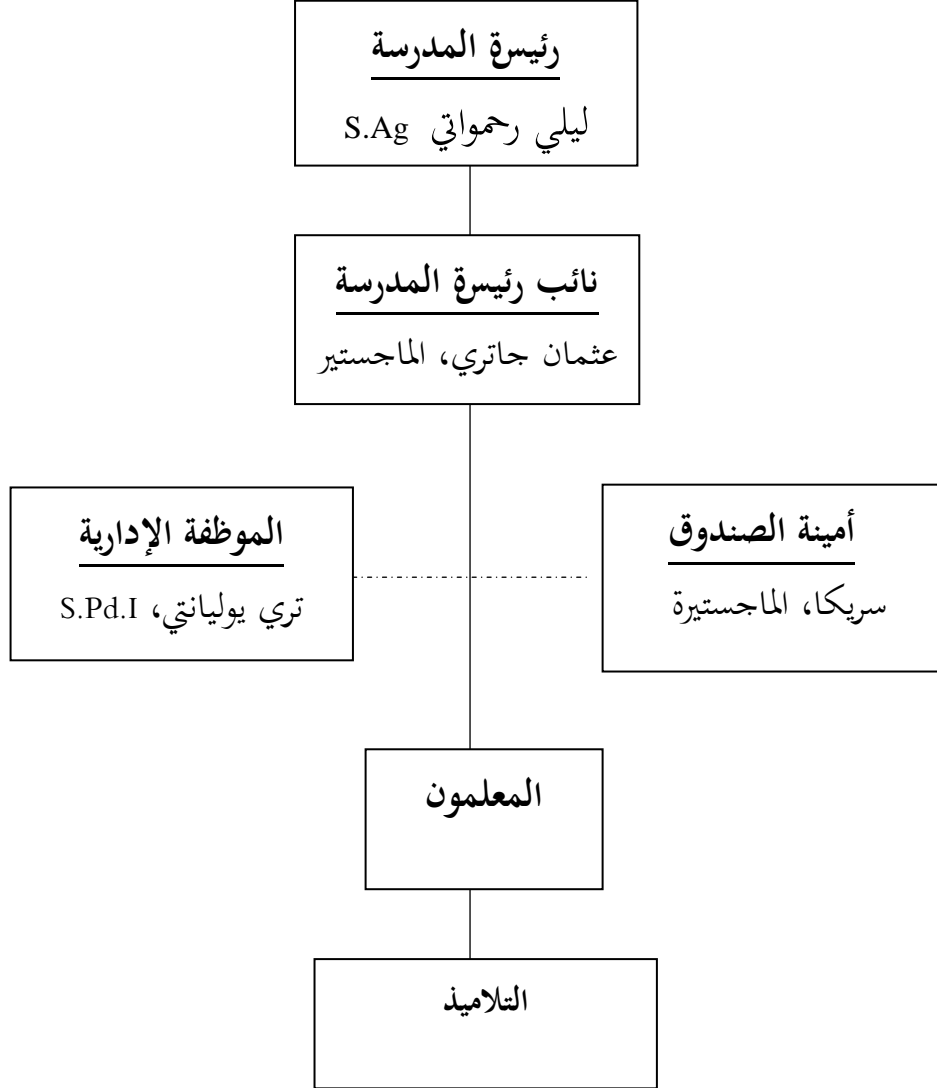 رئيسة المدرسة
ليلي رحمواتي S.Ag
نائب رئيسة المدرسة
عثمان جاتري، الماجستير
أمينة الصندوق
سريكا، الماجستيرة
الموظفة الإدارية
تري يوليانتي، S.Pd.I
المعلمون
التلاميذ